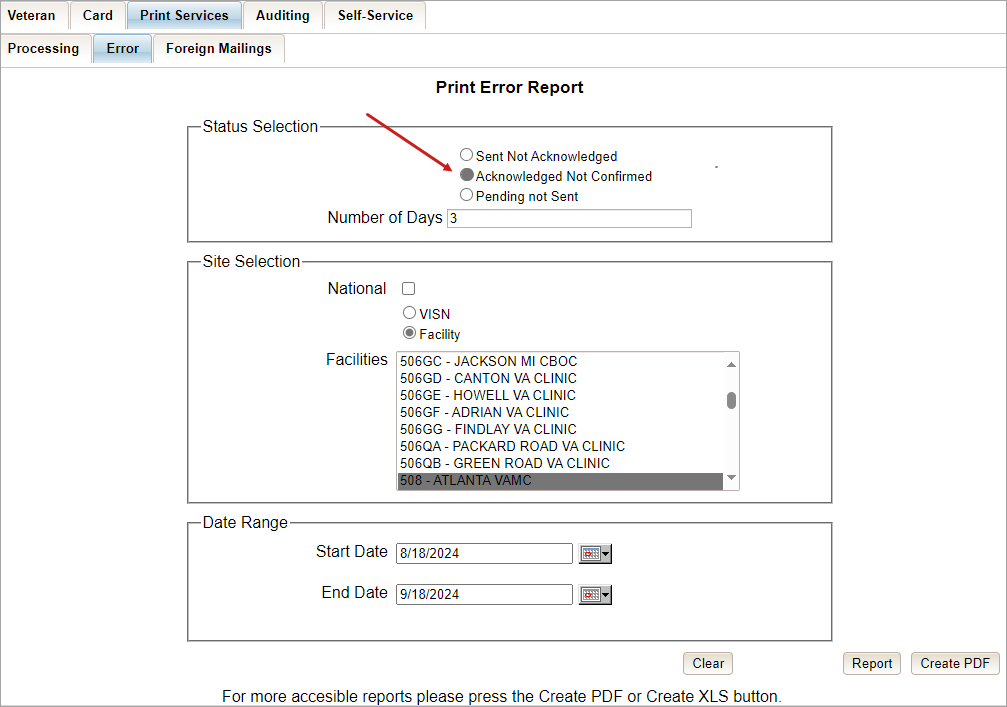 Veteran Card Print Services Auditing Self-Service
Processing Error Foreign Mailings
Print Error Report
Status Selection
Sent Not Acknowledged
Acknowledged Not Confirmed
Pending not Sent
Number of Days 3
Site Selection
National
VISN
Facility
Facilities
506GC - JACKSON MI CBOC
506GD - CANTON VA CLINIC
506GE - HOWELL VA CLINIC
506GF - ADRIAN VA CLINIC
506GG - FINDLAY VA CLINIC
506QA - PACKARD ROAD VA CLINIC
506QB - GREEN ROAD VA CLINIC
508 - ATLANTA VAMC
Date Range
Start Date 8/18/2024
End Date 9/18/2024
Clear Report Create PDF
For more accesible reports please press the Create PDF or Create XLS button.